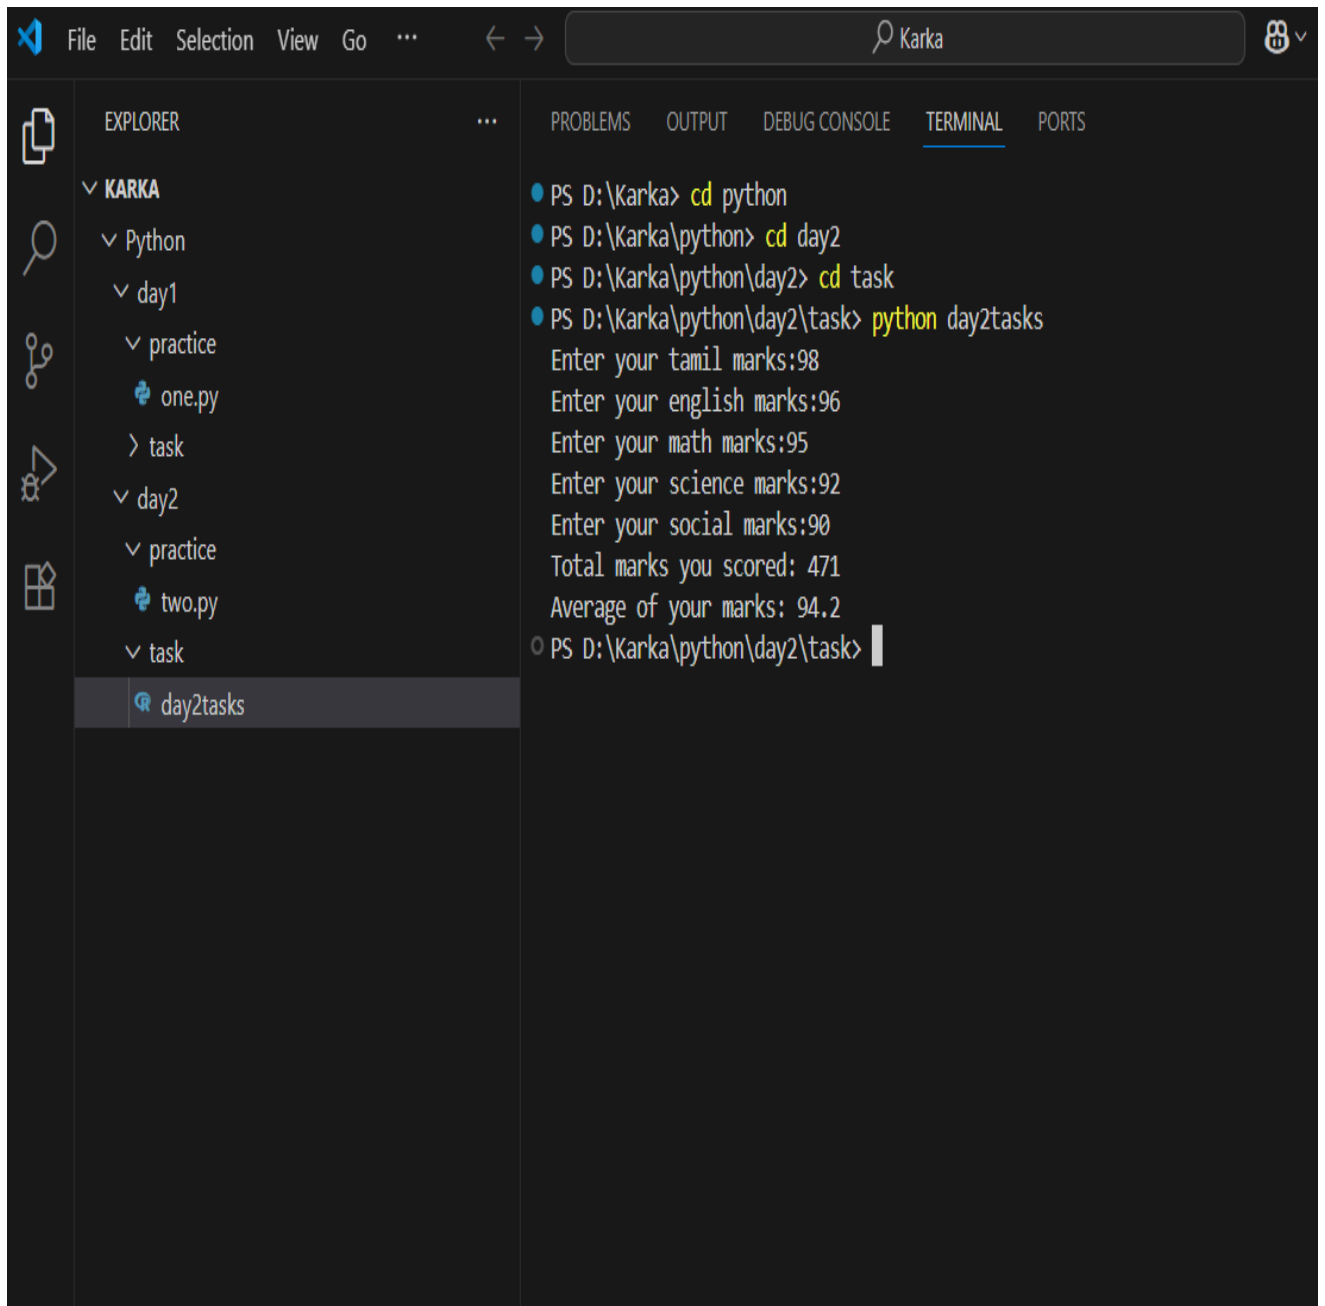 File Edit Selection View Go ··· Karka
EXPLORER ···
KARKA
Python
day1
practice
one.py
task
day2
practice
two.py
task
day2tasks
PROBLEMS OUTPUT DEBUG CONSOLE TERMINAL PORTS
PS D:\Karka> cd python
PS D:\Karka\python> cd day2
PS D:\Karka\python\day2> cd task
PS D:\Karka\python\day2\task> python day2tasks
Enter your tamil marks:98
Enter your english marks:96
Enter your math marks:95
Enter your science marks:92
Enter your social marks:90
Total marks you scored: 471
Average of your marks: 94.2
PS D:\Karka\python\day2\task>